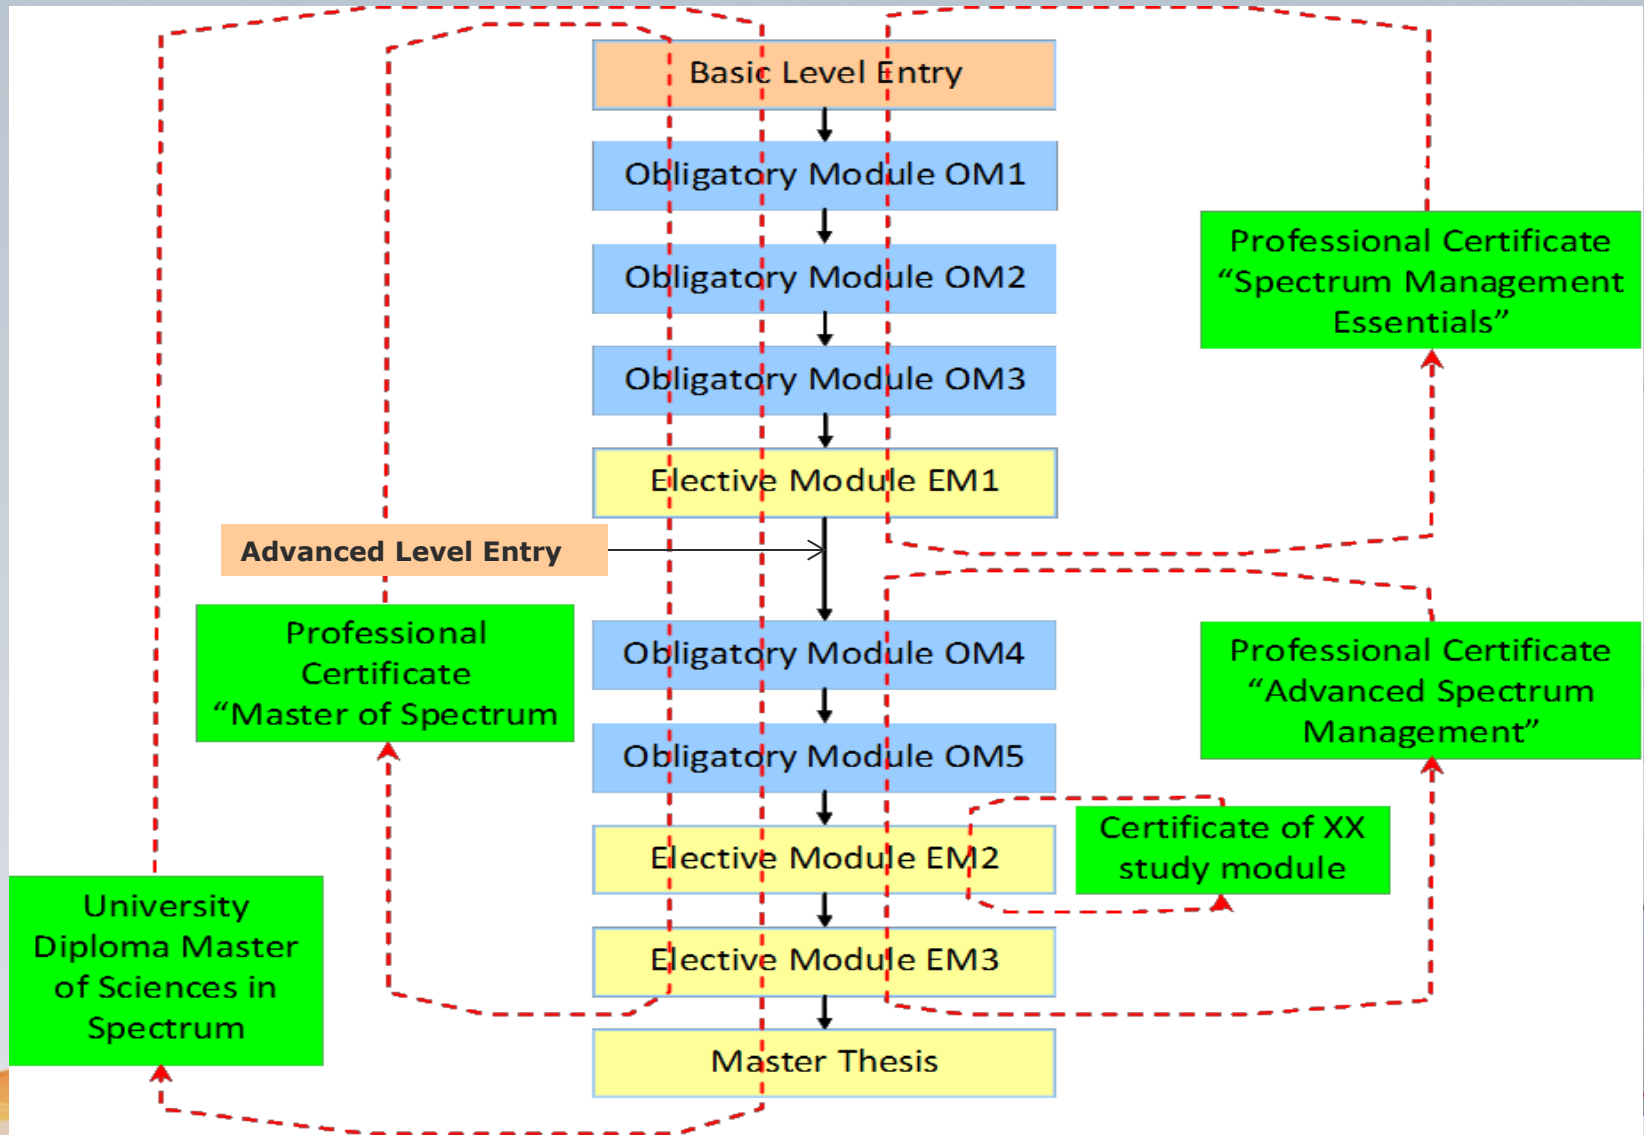 Basic Level Entry
Obligatory Module OM1
Obligatory Module OM2
Obligatory Module OM3
Elective Module EM1
Advanced Level Entry
Obligatory Module OM4
Obligatory Module OM5
Elective Module EM2
Elective Module EM3
Master Thesis
Professional Certificate
“Spectrum Management
Essentials”
Professional
Certificate
“Master of Spectrum
Professional Certificate
“Advanced Spectrum
Management”
Certificate of XX
study module
University
Diploma Master
of Sciences in
Spectrum